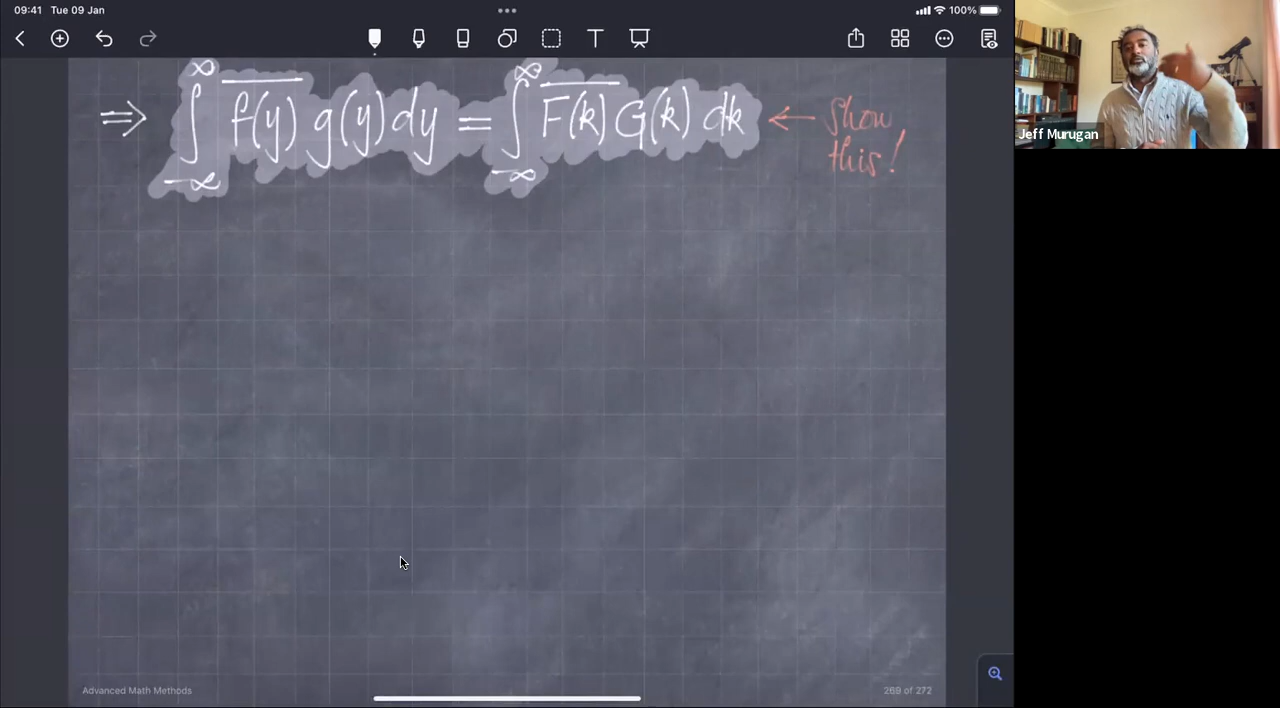 09:41 Tue 09 Jan
100%
T
Jeff Murugan
⇒ ∫_{-∞}^{∞} \overline{f(y)} g(y) dy = ∫_{-∞}^{∞} \overline{F(k)} G(k) dk ← Show
this!
Advanced Math Methods
269 of 272